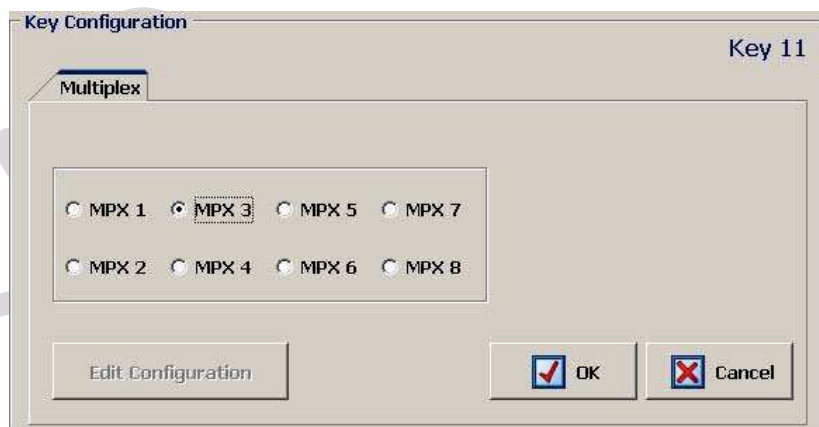 Key Configuration
Key 11
Multiplex
MPX 1 MPX 3 MPX 5 MPX 7
MPX 2 MPX 4 MPX 6 MPX 8
Edit Configuration OK Cancel